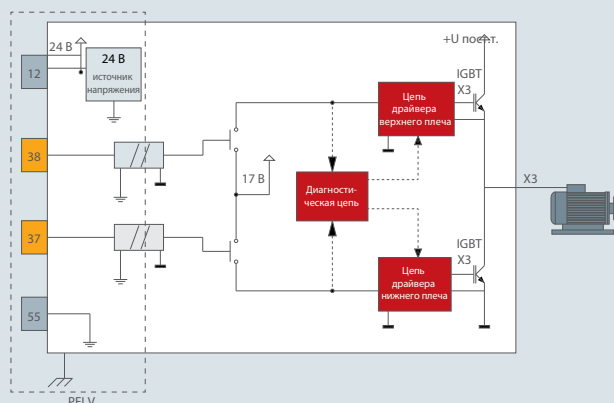 24 В
12
24 В
источник
напряжения
38
37
55
PELV
17 В
Диагности-
ческая цепь
Цепь
драйвера
верхнего плеча
Цепь
драйвера
нижнего плеча
+U
IGBT
X3
IGBT
X3
X3